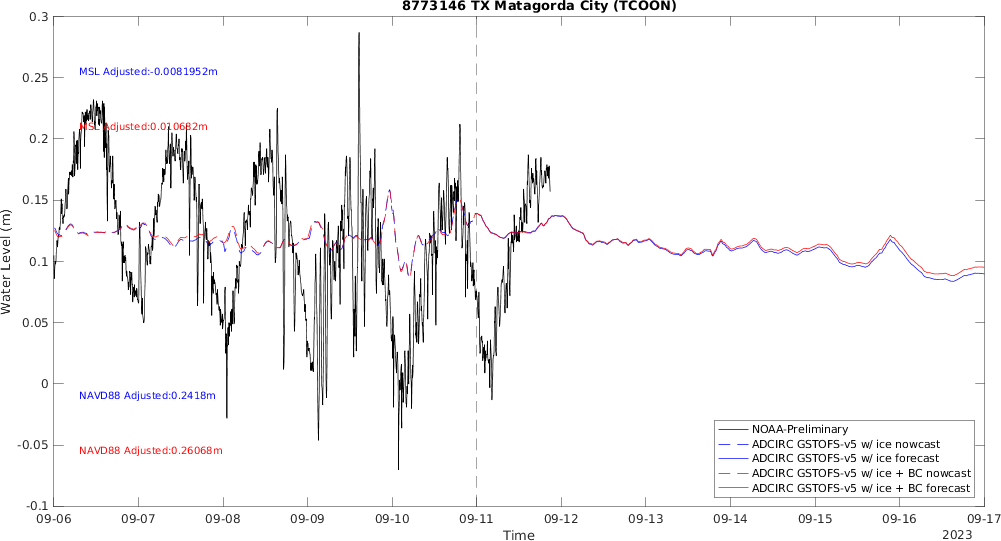 8773146 TX Matagorda City (TCOON)
0.3
0.25
0.2
0.15
0.1
0.05
0
-0.05
-0.1
Water Level (m)
MSL Adjusted:-0.0081952m
MSL Adjusted:0.010682m
NAVD88 Adjusted:0.2418m
NAVD88 Adjusted:0.26068m
NOAA-Preliminary
ADCIRC GSTOFS-v5 w/ ice nowcast
ADCIRC GSTOFS-v5 w/ ice forecast
ADCIRC GSTOFS-v5 w/ ice + BC nowcast
ADCIRC GSTOFS-v5 w/ ice + BC forecast
09-06 09-07 09-08 09-09 09-10 09-11 09-12 09-13 09-14 09-15 09-16 09-17
Time
2023